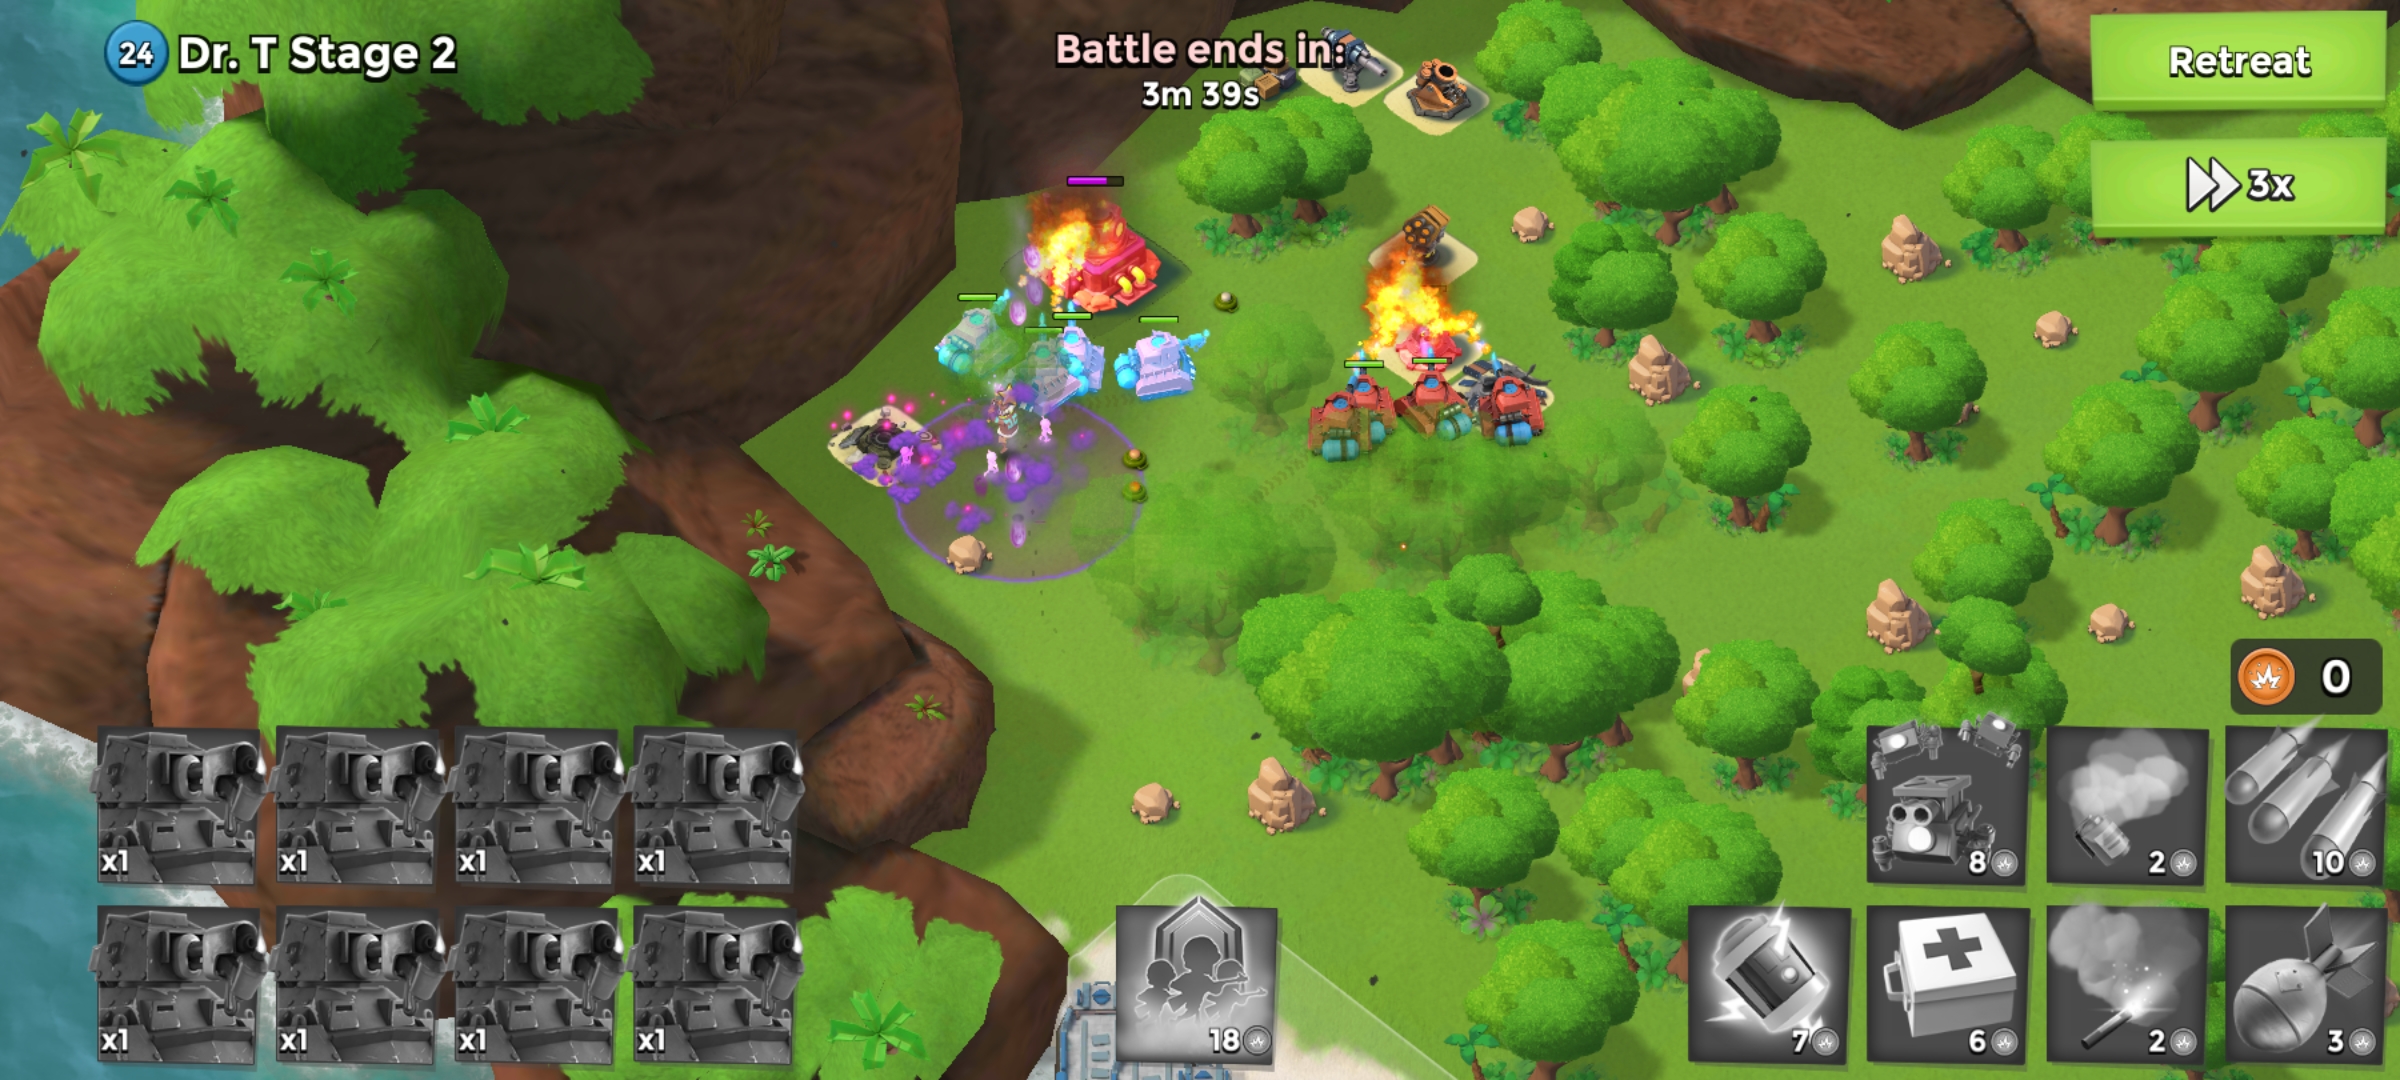 24 Dr. T Stage 2
Battle ends in:
3m 39s
Retreat
3x
0
x1 x1 x1 x1
8 2 10
x1 x1 x1 x1
18 7 6 2 3